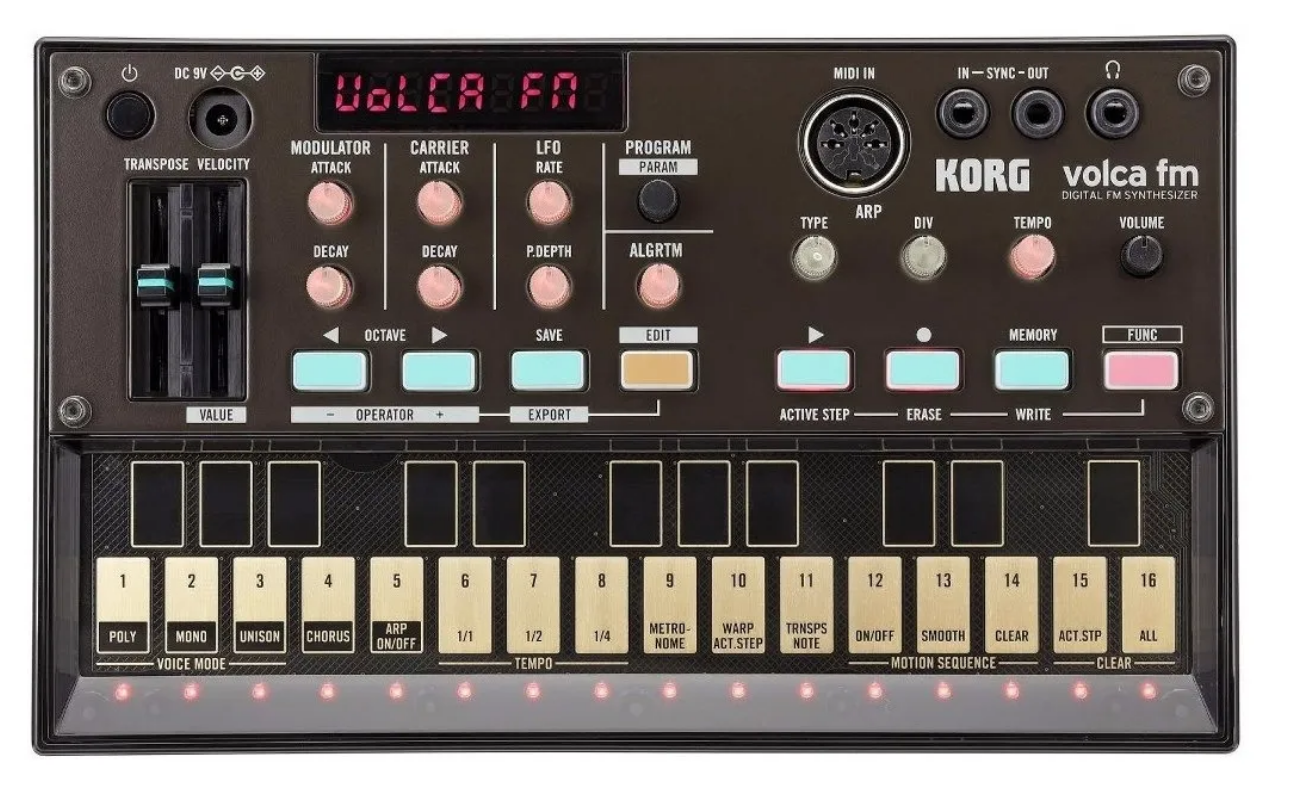 DC 9V
VoLCA FM
MIDI IN
IN – SYNC – OUT
TRANSPOSE VELOCITY
MODULATOR
CARRIER
LFO
PROGRAM
ATTACK
ATTACK
RATE
PARAM
KORG
volca fm
DIGITAL FM SYNTHESIZER
ARP
TYPE
DIV
TEMPO
VOLUME
DECAY
DECAY
P.DEPTH
ALGRTM
OCTAVE
SAVE
EDIT
MEMORY
FUNC
VALUE
– OPERATOR +
EXPORT
ACTIVE STEP
ERASE
WRITE
1
2
3
4
5
6
7
8
9
10
11
12
13
14
15
16
POLY
MONO
UNISON
CHORUS
ARP
ON/OFF
1/1
1/2
1/4
METRO-
NOME
WARP
ACT.STEP
TRNSPS
NOTE
ON/OFF
SMOOTH
CLEAR
ACT.STP
ALL
VOICE MODE
TEMPO
MOTION SEQUENCE
CLEAR